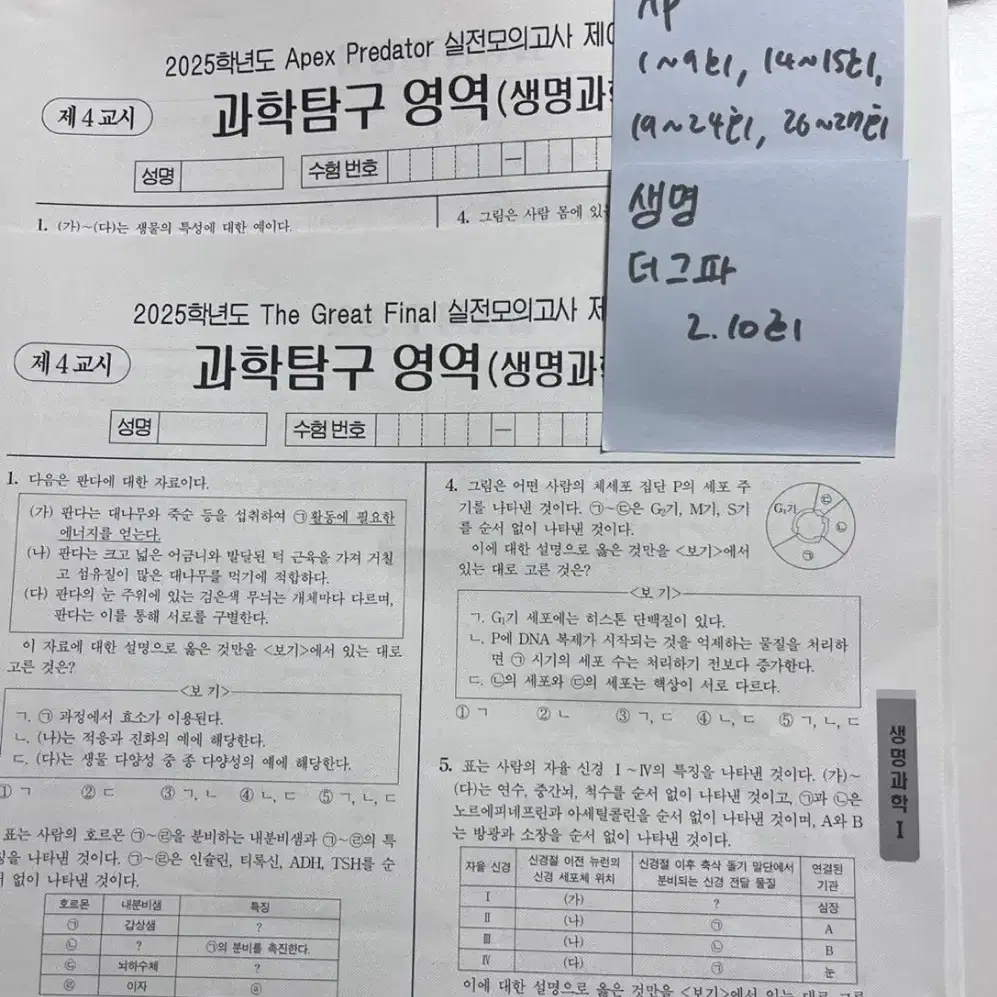 2025학년도 Apex Predator 실전모의고사
제4교시
과학탐구 영역(생명과학
성명
수험 번호
1. (가)~(다)는 생물의 특성에 대한 예이다.
4. 그림은 사람 몸에 있는
1~9회, 14~15회,
19~24회, 26~27회
생명
더그파
2. 10회
2025학년도 The Great Final 실전모의고사 제
제4교시
과학탐구 영역(생명과학
성명
수험 번호
1. 다음은 판다에 대한 자료이다.
(가) 판다는 대나무와 죽순 등을 섭취하여 ㉠활동에 필요한
에너지를 얻는다.
(나) 판다는 크고 넓은 어금니와 발달된 턱 근육을 가져 거칠
고 섬유질이 많은 대나무를 먹기에 적합하다.
(다) 판다의 눈 주위에 있는 검은색 무늬는 개체마다 다르며,
판다는 이를 통해 서로를 구별한다.
이 자료에 대한 설명으로 옳은 것만을 <보기>에서 있는 대로
고른 것은?
<보 기>
ㄱ. ㉠ 과정에서 효소가 이용된다.
ㄴ. (나)는 적응과 진화의 예에 해당한다.
ㄷ. (다)는 생물 다양성 중 종 다양성의 예에 해당한다.
① ㄱ ② ㄷ ③ ㄱ, ㄴ ④ ㄴ, ㄷ ⑤ ㄱ, ㄴ, ㄷ
표는 사람의 호르몬 ㉠~㉣을 분비하는 내분비샘과 ㉠~㉣의 특
징을 나타낸 것이다. ㉠~㉣은 인슐린, 티록신, ADH, TSH를 순
서 없이 나타낸 것이다.
호르몬 내분비샘 특징
㉠ 갑상샘 ?
㉡ ? ㉠의 분비를 촉진한다.
㉢ 뇌하수체 ?
㉣ 이자 ⓐ
4. 그림은 어떤 사람의 체세포 집단 P의 세포 주
기를 나타낸 것이다. ㉠~㉢은 G₂기, M기, S기
를 순서 없이 나타낸 것이다.
이에 대한 설명으로 옳은 것만을 <보기>에서
있는 대로 고른 것은?
G₁기
㉢
㉡
㉠
<보 기>
ㄱ. G₁기 세포에는 히스톤 단백질이 있다.
ㄴ. P에 DNA 복제가 시작되는 것을 억제하는 물질을 처리하
면 ㉠ 시기의 세포 수는 처리하기 전보다 증가한다.
ㄷ. ㉡의 세포와 ㉢의 세포는 핵상이 서로 다르다.
① ㄱ ② ㄴ ③ ㄱ, ㄷ ④ ㄴ, ㄷ ⑤ ㄱ, ㄴ, ㄷ
5. 표는 사람의 자율 신경 Ⅰ~Ⅳ의 특징을 나타낸 것이다. (가)~
(다)는 연수, 중간뇌, 척수를 순서 없이 나타낸 것이고, ㉠과 ㉡은
노르에피네프린과 아세틸콜린을 순서 없이 나타낸 것이며, A와 B
는 방광과 소장을 순서 없이 나타낸 것이다.
자율 신경 신경절 이전 뉴런의 신경 세포체 위치 신경절 이후 축삭 돌기 말단에서 분비되는 신경 전달 물질 연결된 기관
Ⅰ (가) ? 심장
Ⅱ (나) ㉠ A
Ⅲ (나) ㉡ B
Ⅳ (다) ㉠ 눈
이에 대한 설명으로 옳은 것만을 <보기>에서 있는 대로 고른
생명과학 Ⅰ